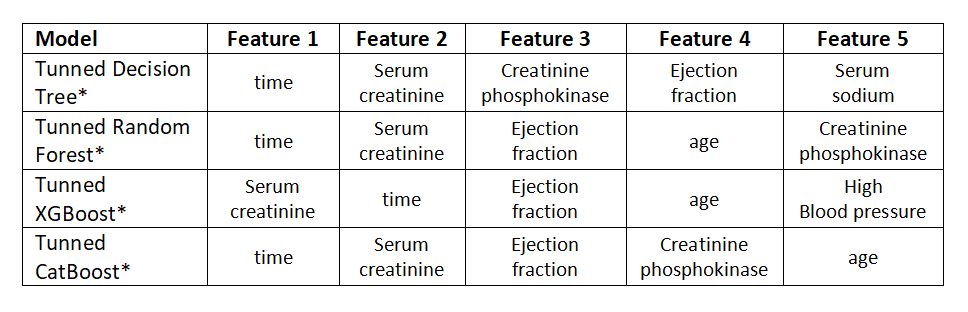 Model Feature 1 Feature 2 Feature 3 Feature 4 Feature 5
Tunned Decision Tree* time Serum creatinine Creatinine phosphokinase Ejection fraction Serum sodium
Tunned Random Forest* time Serum creatinine Ejection fraction age Creatinine phosphokinase
Tunned XGBoost* Serum creatinine time Ejection fraction age High Blood pressure
Tunned CatBoost* time Serum creatinine Ejection fraction Creatinine phosphokinase age